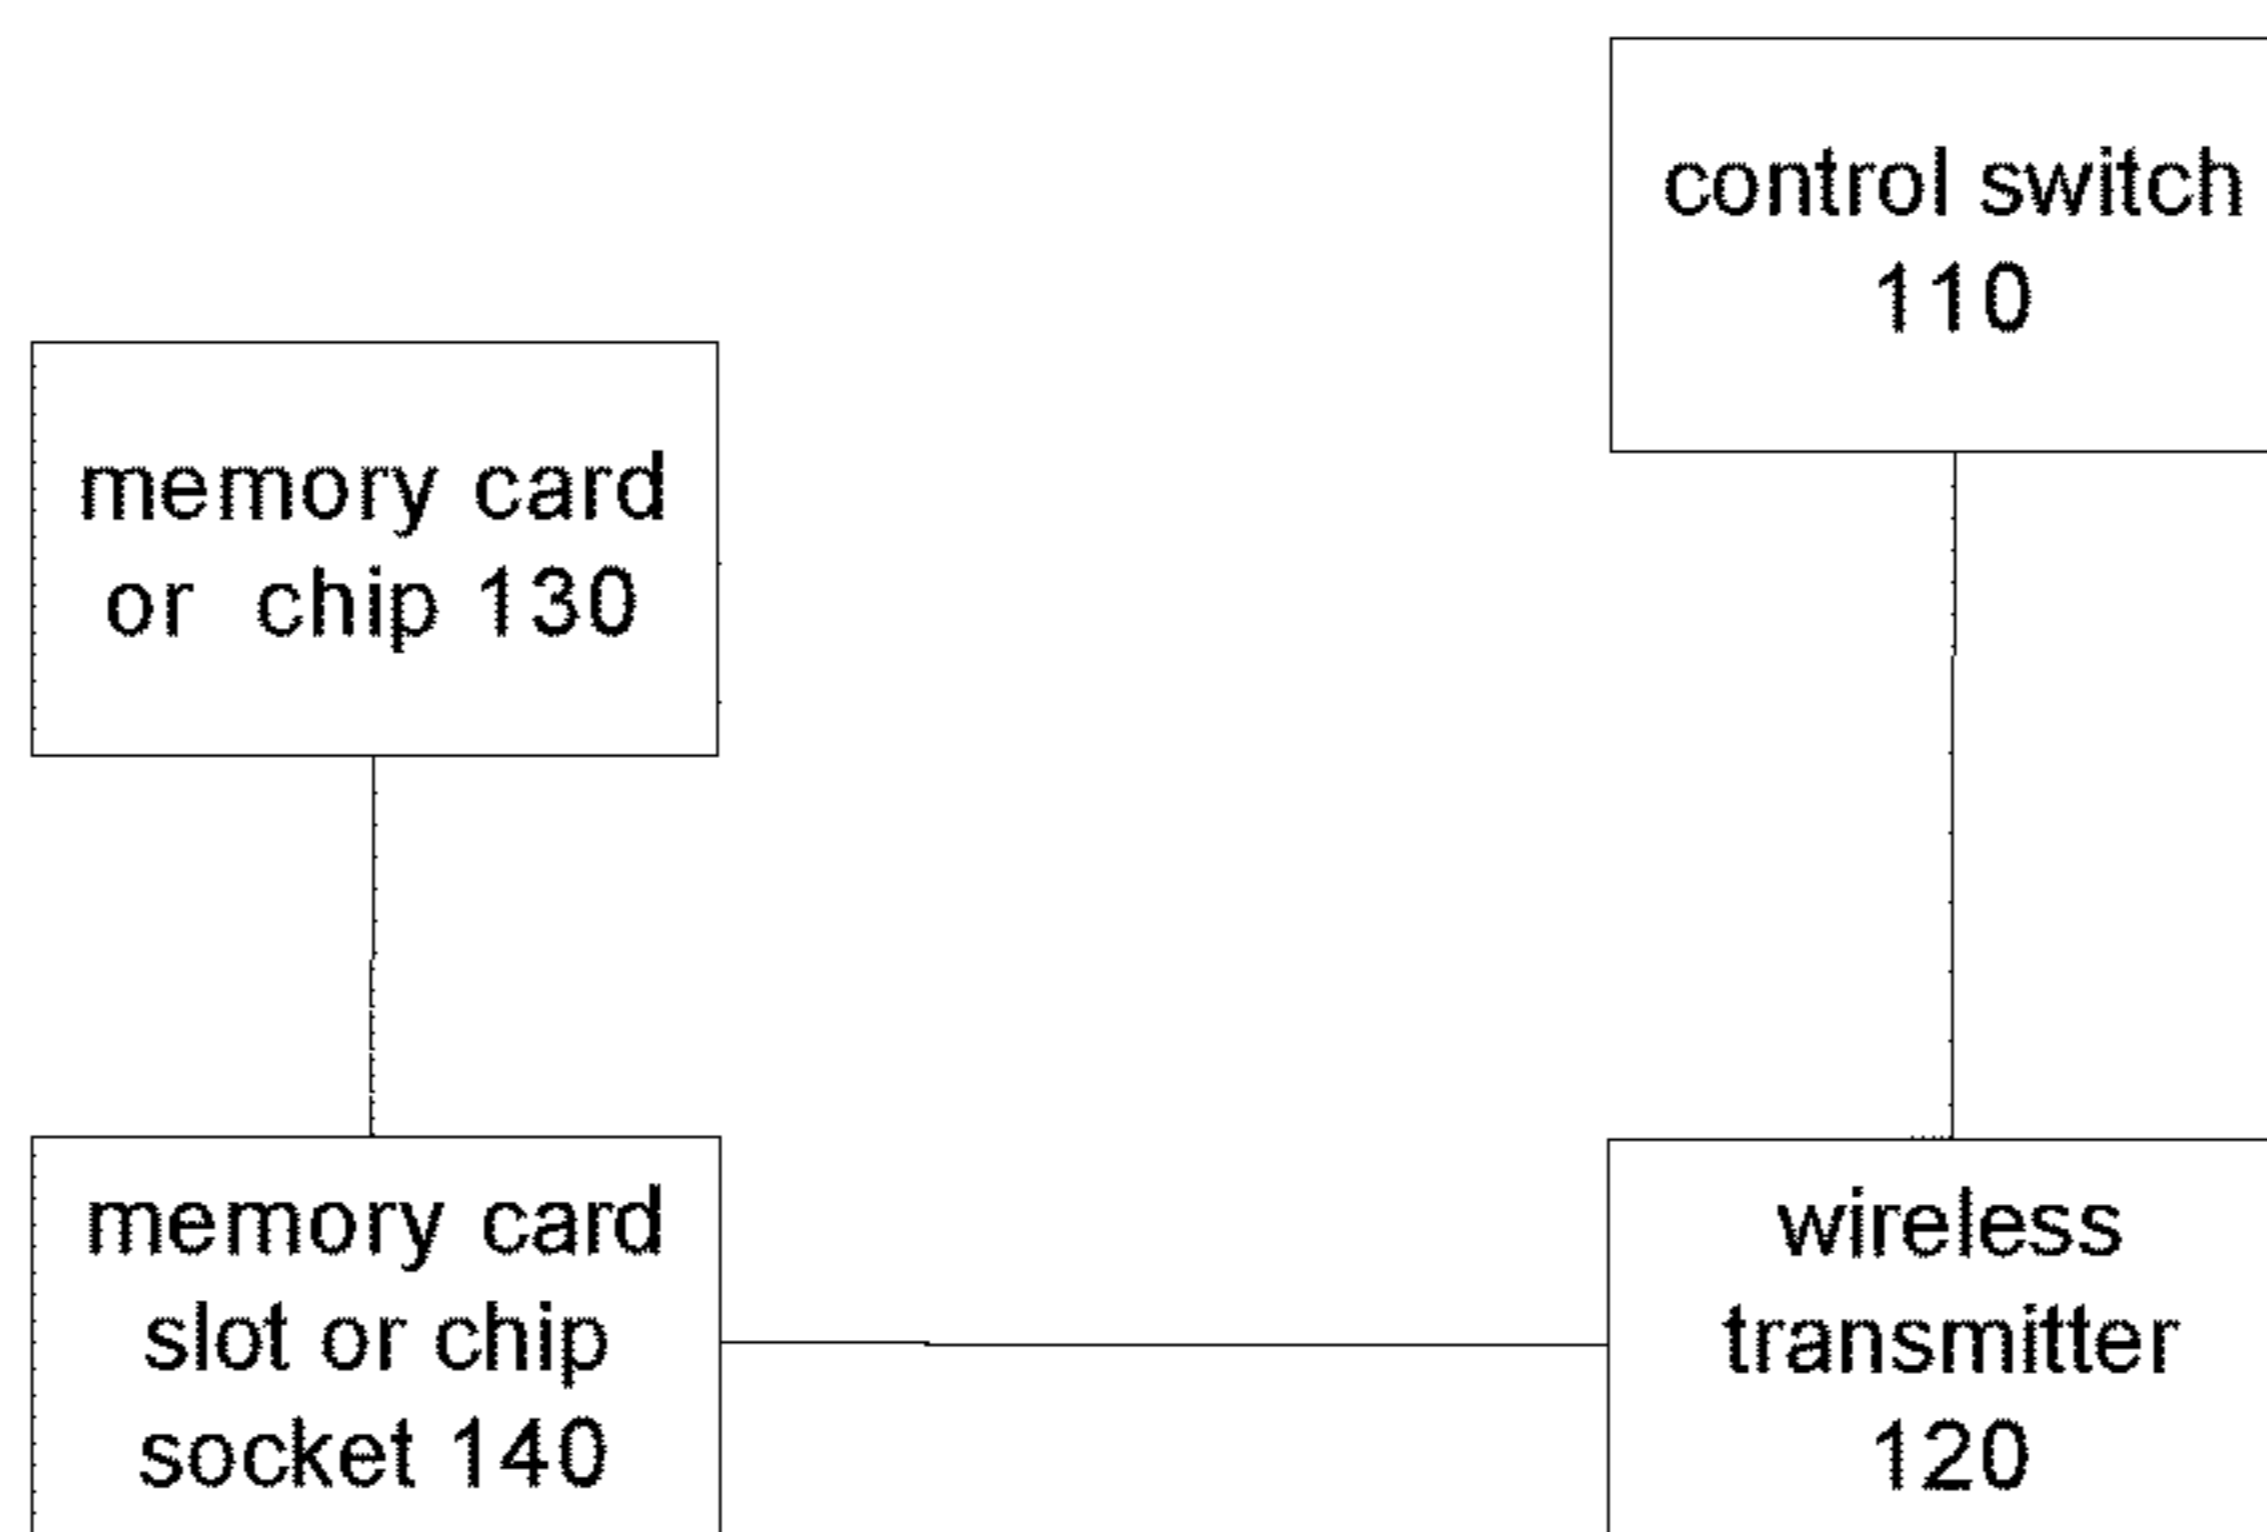 control switch
110
memory card
or chip 130
memory card
slot or chip
socket 140
wireless
transmitter
120